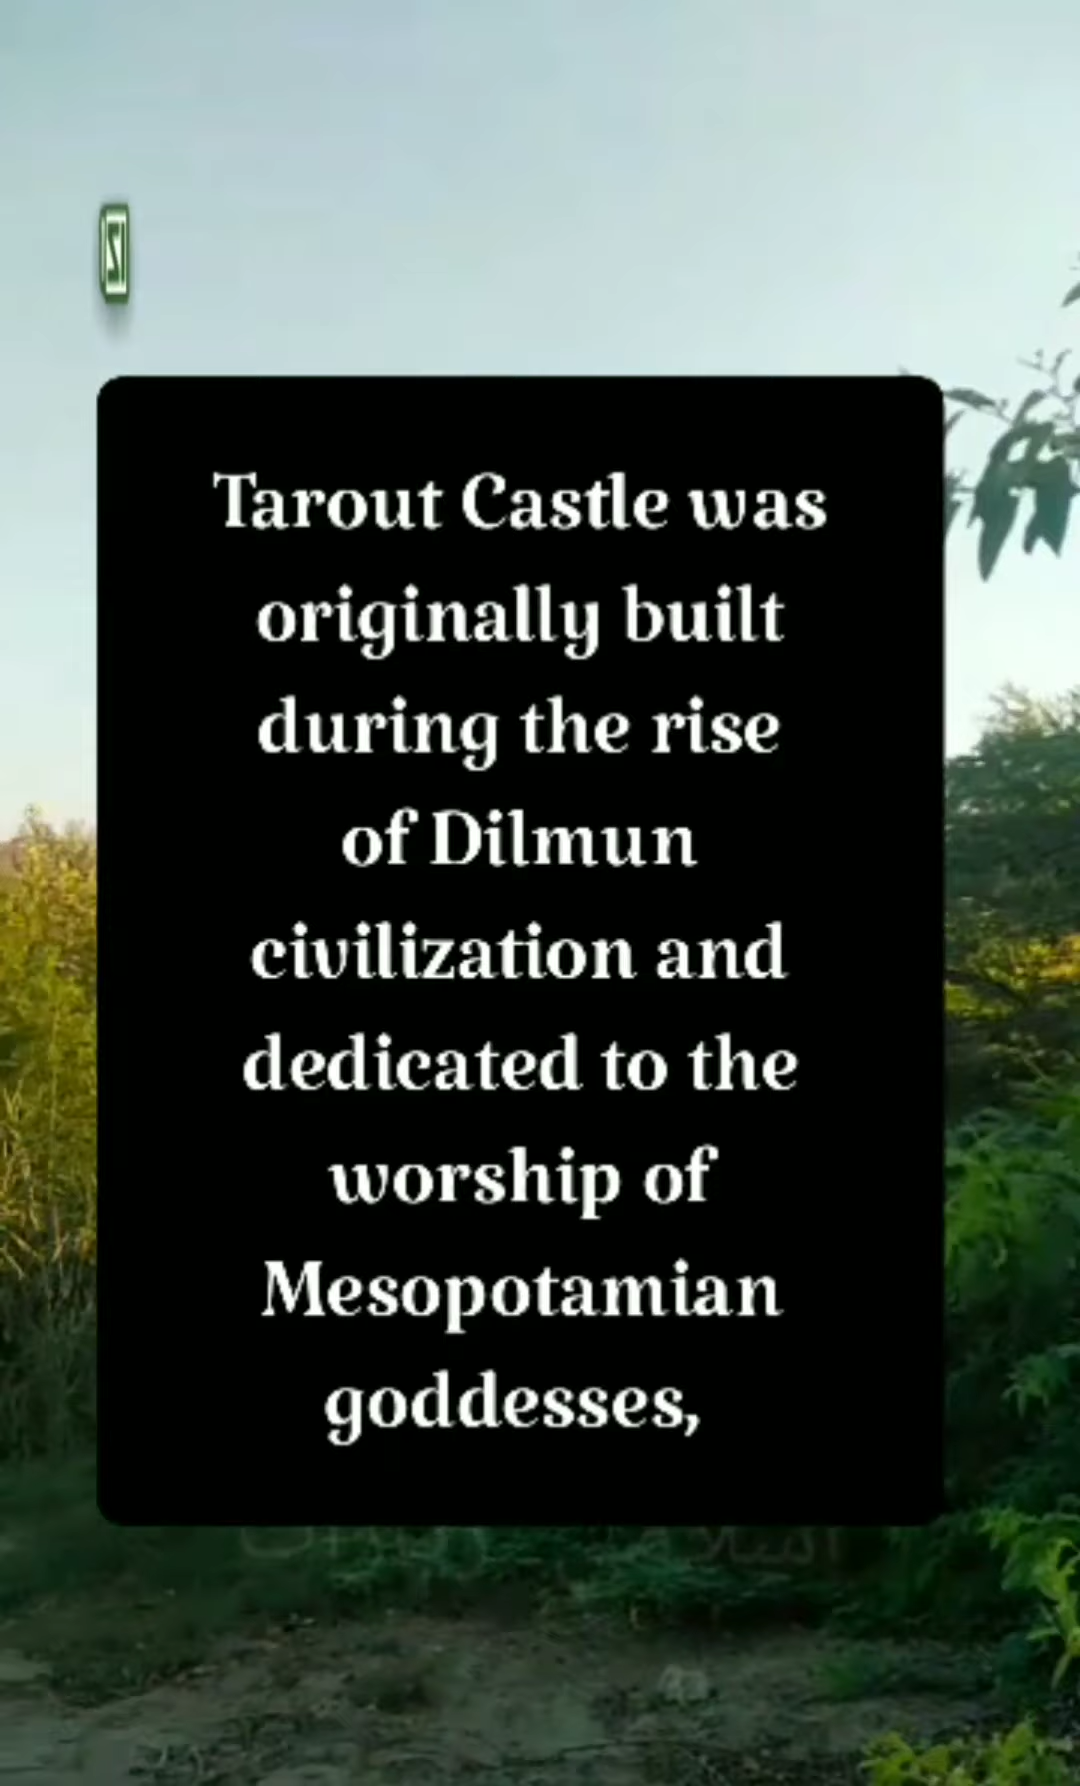 Tarout Castle was
originally built
during the rise
of Dilmun
civilization and
dedicated to the
worship of
Mesopotamian
goddesses,